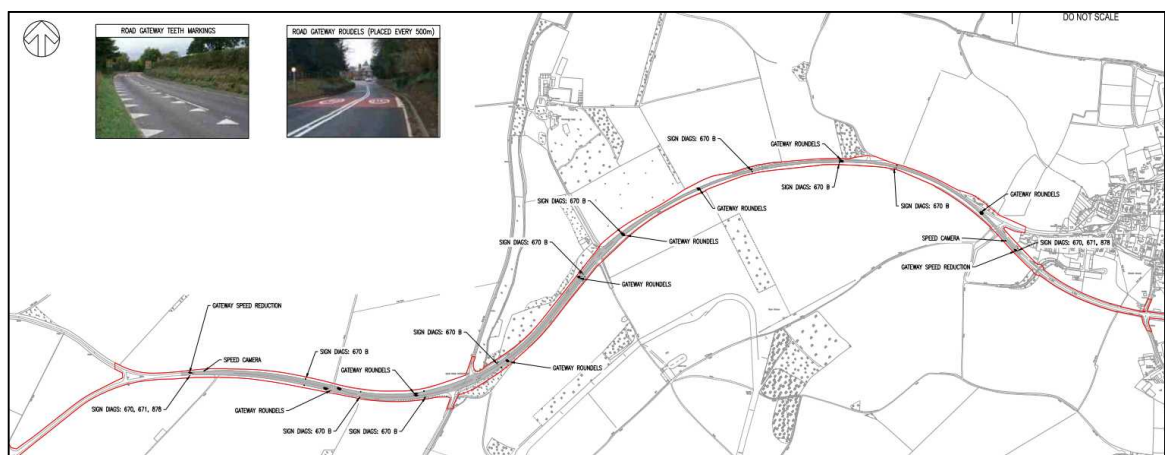 DO NOT SCALE
ROAD GATEWAY TEETH MARKINGS
ROAD GATEWAY ROUDELS (PLACED EVERY 500m)
SIGN DIAGS: 670 B
GATEWAY ROUNDELS
SIGN DIAGS: 670 B
GATEWAY ROUNDELS
SIGN DIAGS: 670 B
SIGN DIAGS: 670 B
GATEWAY ROUNDELS
GATEWAY ROUNDELS
SPEED CAMERA
SIGN DIAGS: 670, 671, 878
SIGN DIAGS: 670 B
GATEWAY SPEED REDUCTION
GATEWAY ROUNDELS
GATEWAY SPEED REDUCTION
SIGN DIAGS: 670 B
SPEED CAMERA
SIGN DIAGS: 670 B
GATEWAY ROUNDELS
GATEWAY ROUNDELS
SIGN DIAGS: 670, 671, 878
GATEWAY ROUNDELS
SIGN DIAGS: 670 B
SIGN DIAGS: 670 B